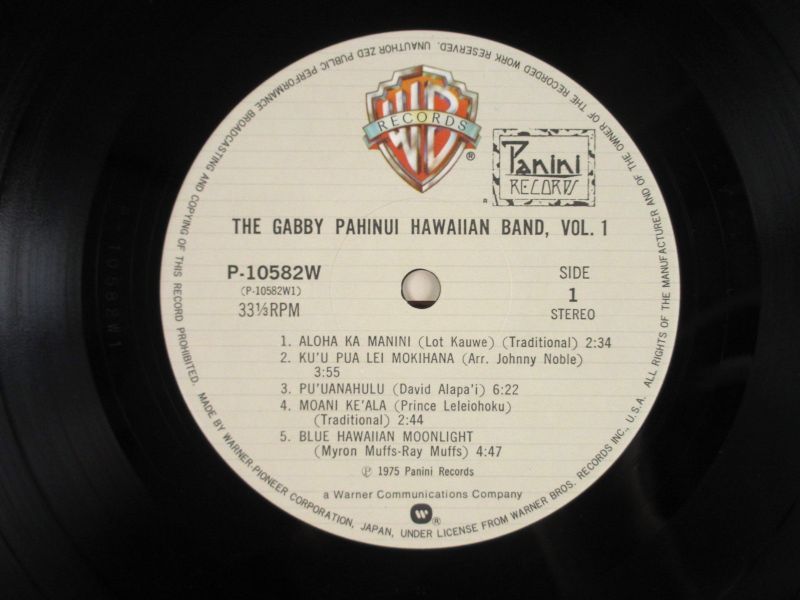 WB
RECORDS
®
Panini
RECORDS
THE GABBY PAHINUI HAWAIIAN BAND, VOL. 1
P-10582W
(P-10582W1)
33⅓RPM
SIDE
1
STEREO
1. ALOHA KA MANINI (Lot Kauwe) (Traditional) 2:34
2. KU'U PUA LEI MOKIHANA (Arr. Johnny Noble)
3:55
3. PU'UANAHULU (David Alapa'i) 6:22
4. MOANI KE'ALA (Prince Leleiohoku)
(Traditional) 2:44
5. BLUE HAWAIIAN MOONLIGHT
(Myron Muffs-Ray Muffs) 4:47
℗ 1975 Panini Records
a Warner Communications Company
®
MADE BY WARNER-PIONEER CORPORATION, JAPAN, UNDER LICENSE FROM WARNER BROS. RECORDS INC., U.S.A. ALL RIGHTS OF THE MANUFACTURER AND OF THE OWNER OF THE RECORDED WORK RESERVED. UNAUTHORIZED PUBLIC PERFORMANCE BROADCASTING AND COPYING OF THIS RECORD PROHIBITED.